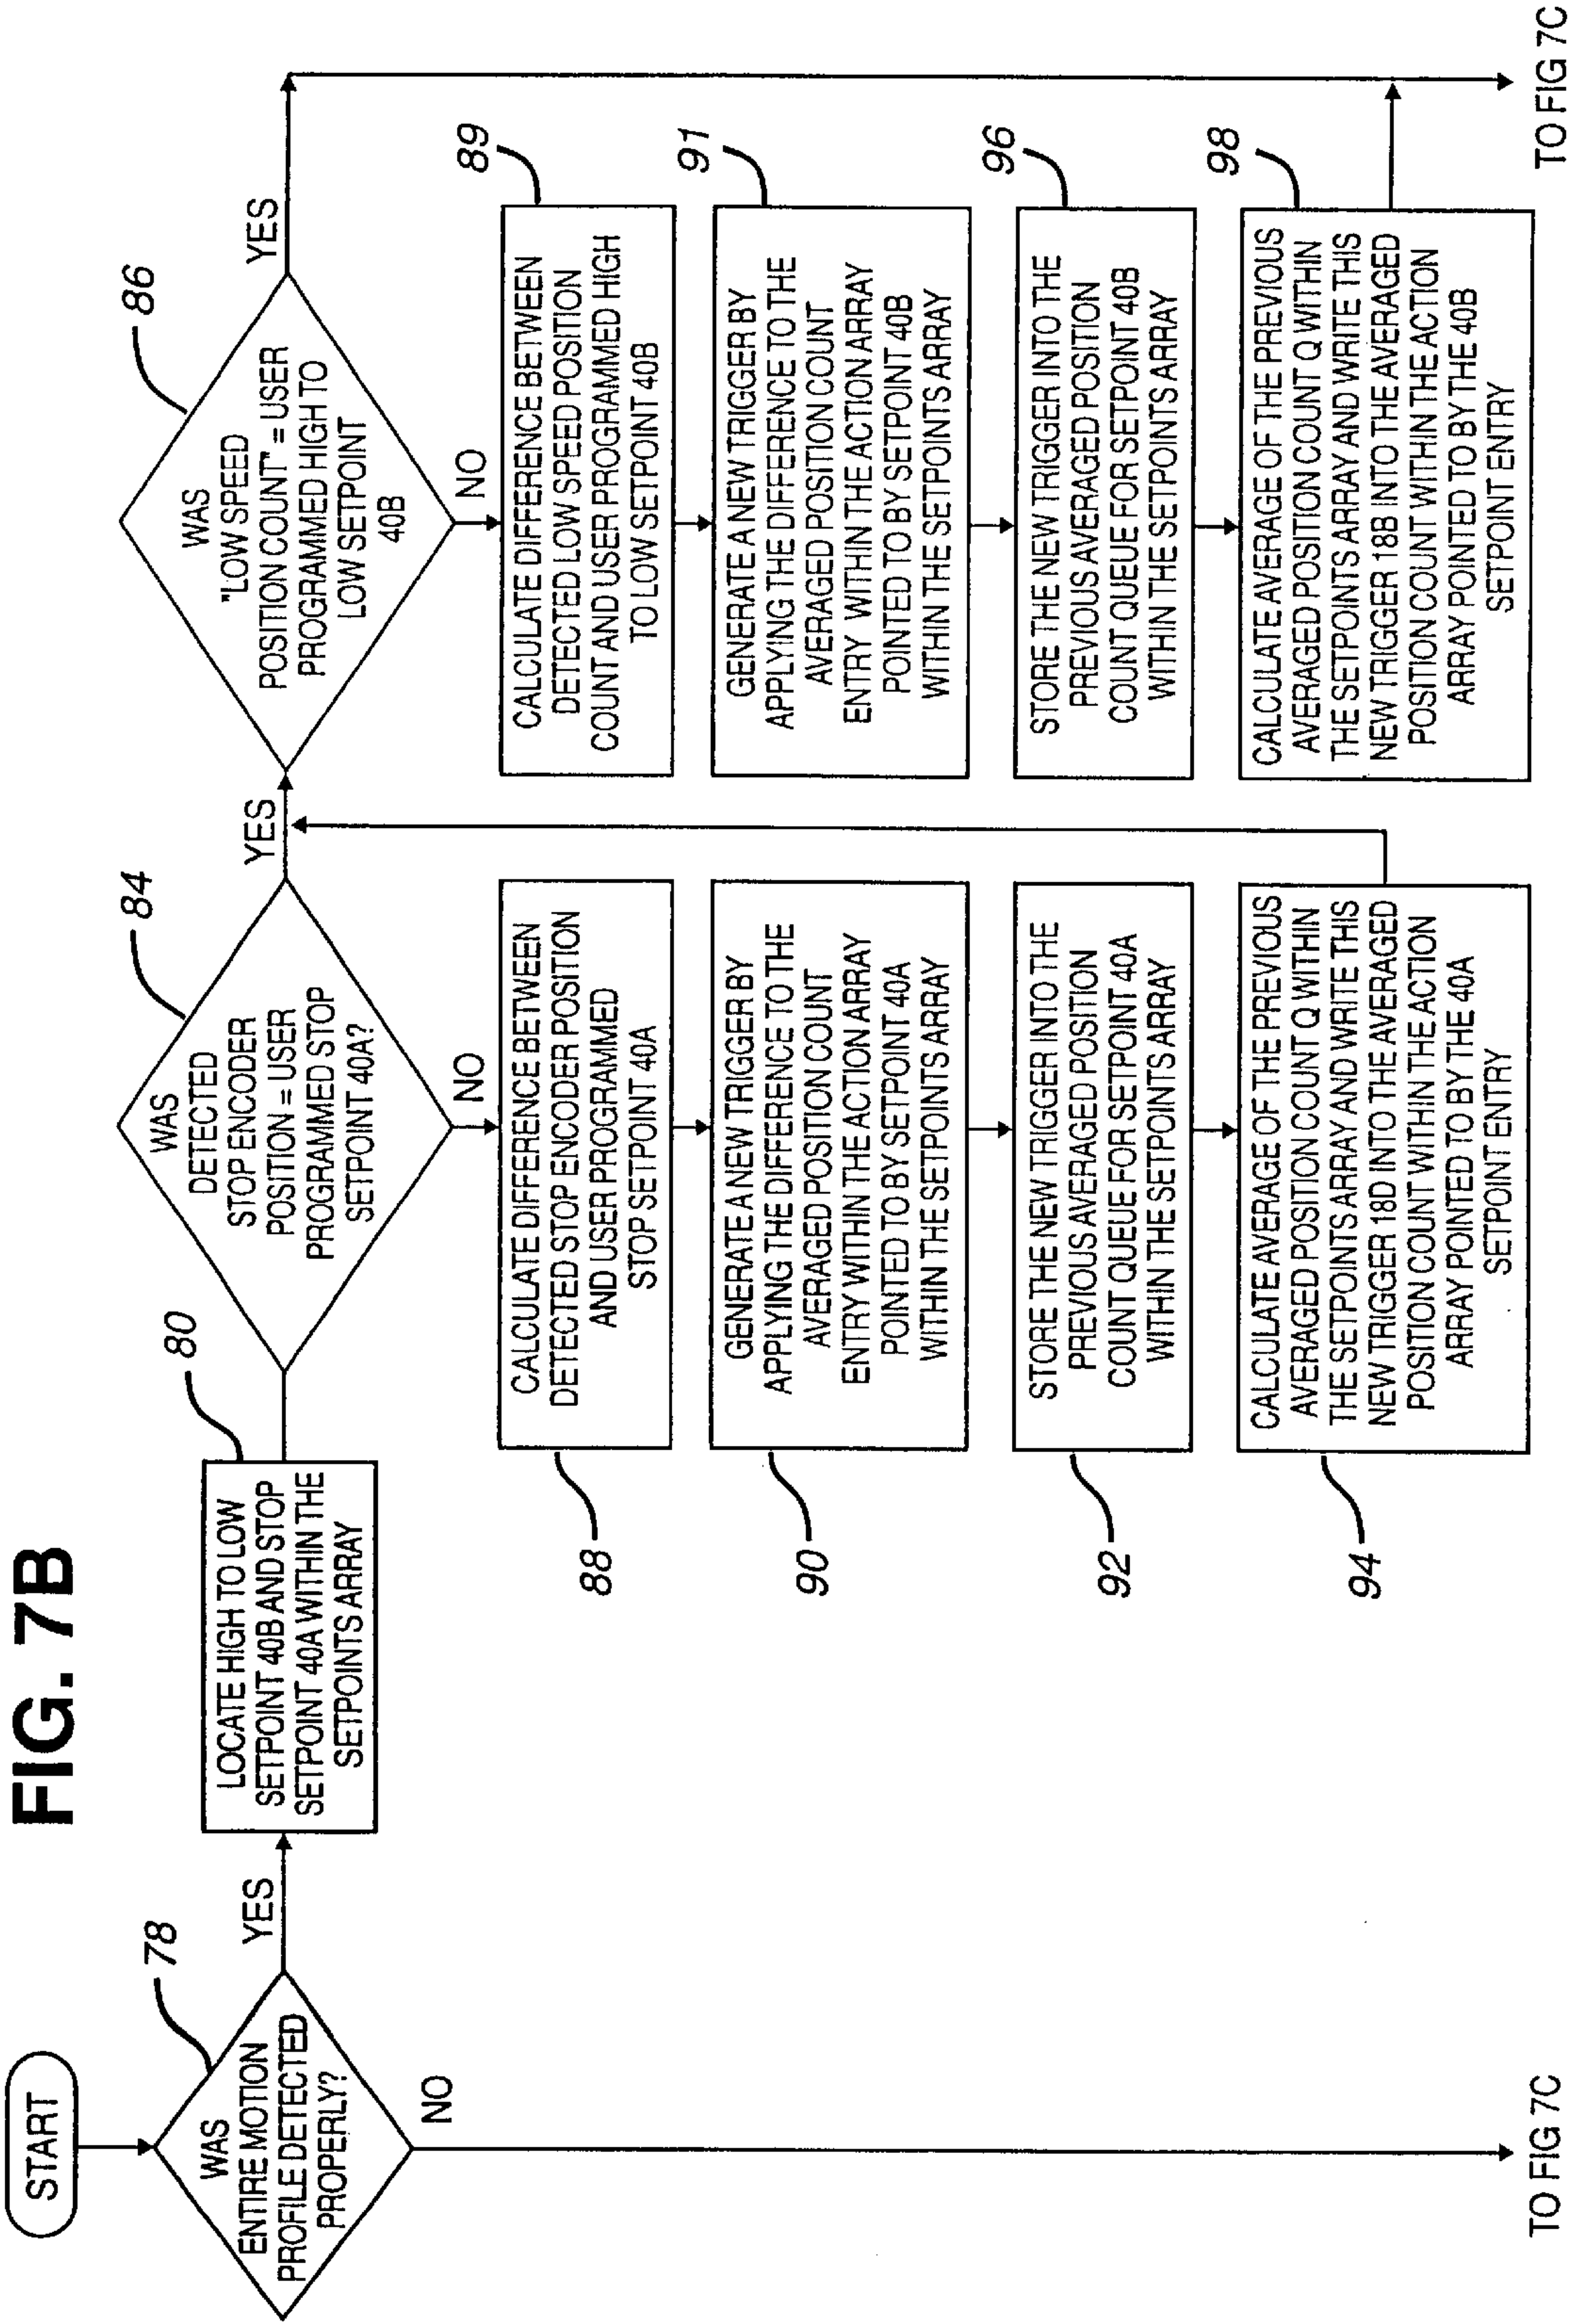 FIG. 7B
START
78
WAS
ENTIRE MOTION
PROFILE DETECTED
PROPERLY?
YES
NO
TO FIG 7C
80
LOCATE HIGH TO LOW
SETPOINT 40B AND STOP
SETPOINT 40A WITHIN THE
SETPOINTS ARRAY
84
WAS
DETECTED
STOP ENCODER
POSITION = USER
PROGRAMMED STOP
SETPOINT 40A?
YES
NO
88
CALCULATE DIFFERENCE BETWEEN
DETECTED STOP ENCODER POSITION
AND USER PROGRAMMED
STOP SETPOINT 40A
90
GENERATE A NEW TRIGGER BY
APPLYING THE DIFFERENCE TO THE
AVERAGED POSITION COUNT
ENTRY WITHIN THE ACTION ARRAY
POINTED TO BY SETPOINT 40A
WITHIN THE SETPOINTS ARRAY
92
STORE THE NEW TRIGGER INTO THE
PREVIOUS AVERAGED POSITION
COUNT QUEUE FOR SETPOINT 40A
WITHIN THE SETPOINTS ARRAY
94
CALCULATE AVERAGE OF THE PREVIOUS
AVERAGED POSITION COUNT Q WITHIN
THE SETPOINTS ARRAY AND WRITE THIS
NEW TRIGGER 18D INTO THE AVERAGED
POSITION COUNT WITHIN THE ACTION
ARRAY POINTED TO BY THE 40A
SETPOINT ENTRY
86
WAS
"LOW SPEED
POSITION COUNT" = USER
PROGRAMMED HIGH TO
LOW SETPOINT
40B
YES
NO
89
CALCULATE DIFFERENCE BETWEEN
DETECTED LOW SPEED POSITION
COUNT AND USER PROGRAMMED HIGH
TO LOW SETPOINT 40B
91
GENERATE A NEW TRIGGER BY
APPLYING THE DIFFERENCE TO THE
AVERAGED POSITION COUNT
ENTRY WITHIN THE ACTION ARRAY
POINTED TO BY SETPOINT 40B
WITHIN THE SETPOINTS ARRAY
96
STORE THE NEW TRIGGER INTO THE
PREVIOUS AVERAGED POSITION
COUNT QUEUE FOR SETPOINT 40B
WITHIN THE SETPOINTS ARRAY
98
CALCULATE AVERAGE OF THE PREVIOUS
AVERAGED POSITION COUNT Q WITHIN
THE SETPOINTS ARRAY AND WRITE THIS
NEW TRIGGER 18B INTO THE AVERAGED
POSITION COUNT WITHIN THE ACTION
ARRAY POINTED TO BY THE 40B
SETPOINT ENTRY
TO FIG 7C